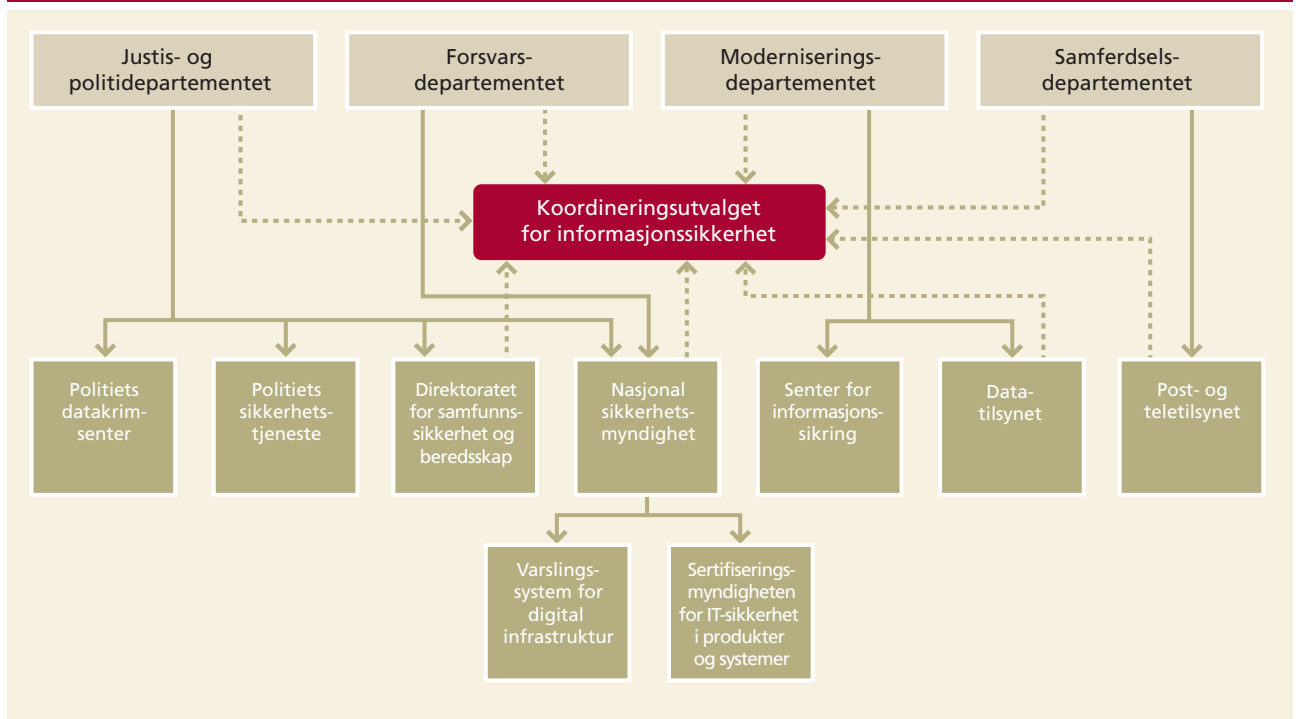 Justis- og
politidepartementet
Forsvars-
departementet
Moderniserings-
departementet
Samferdsels-
departementet
Koordineringsutvalget
for informasjonssikkerhet
Politiets
datakrim-
senter
Politiets
sikkerhets-
tjeneste
Direktoratet
for samfunns-
sikkerhet og
beredsskap
Nasjonal
sikkerhets-
myndighet
Senter for
informasjons-
sikring
Data-
tilsynet
Post- og
teletilsynet
Varslings-
system for
digital
infrastruktur
Sertifiserings-
myndigheten
for IT-sikkerhet
i produkter
og systemer